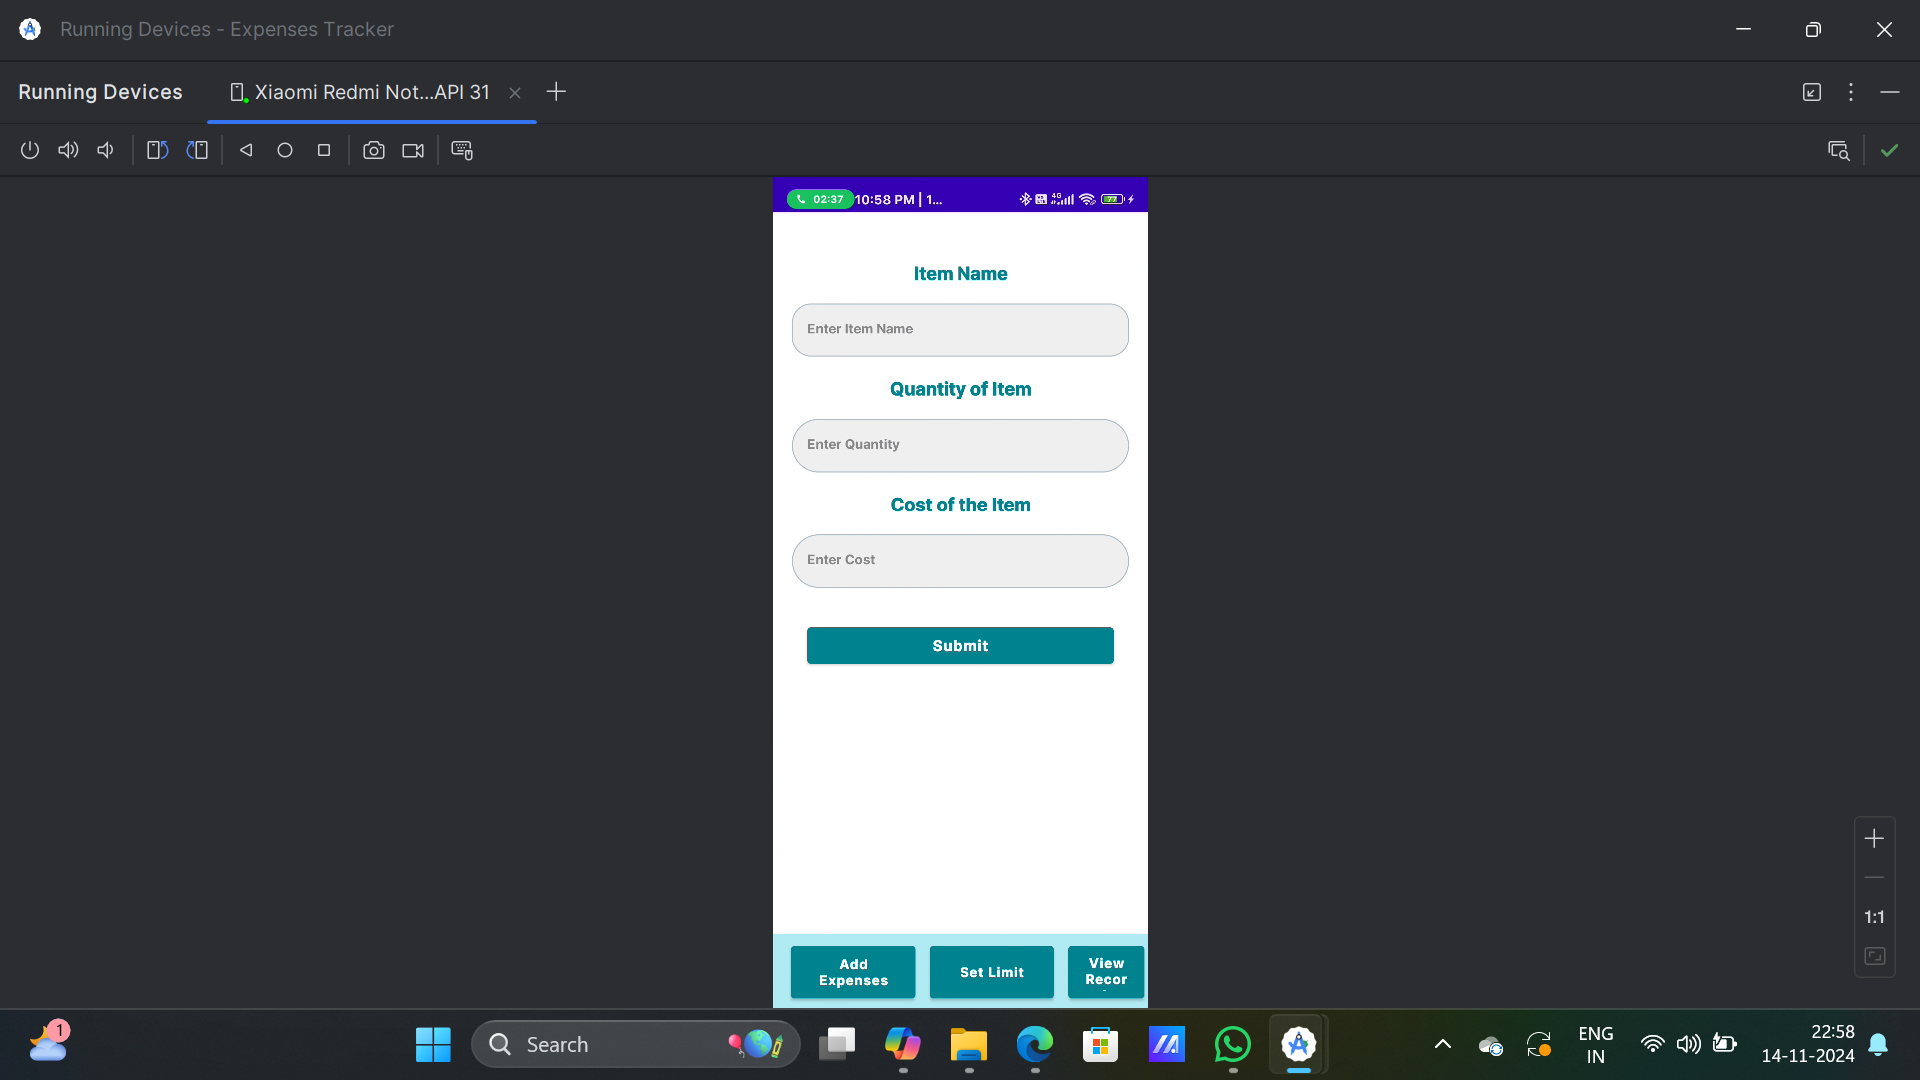 Running Devices - Expenses Tracker
Running Devices
Xiaomi Redmi Not...API 31
02:37
10:58 PM | 1...
4G
77
Item Name
Enter Item Name
Quantity of Item
Enter Quantity
Cost of the Item
Enter Cost
Submit
Add
Expenses
Set Limit
View
Recor
1:1
1
Search
ENG
IN
22:58
14-11-2024